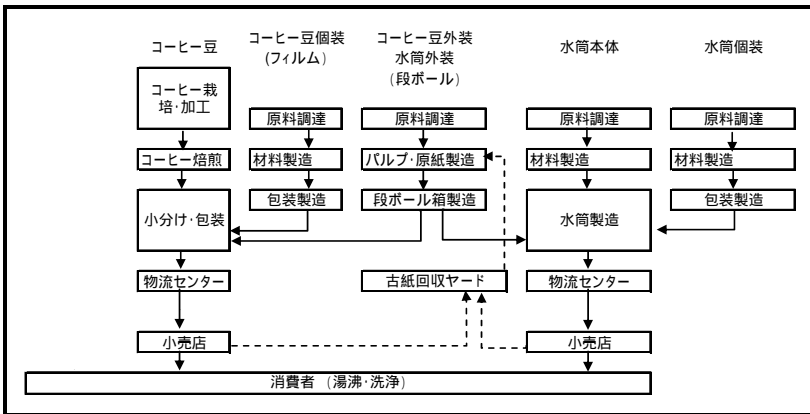 コーヒー豆
コーヒー豆個装
(フィルム)
コーヒー豆外装
水筒外装
(段ボール)
水筒本体
水筒個装
コーヒー栽
培・加工
原料調達
原料調達
原料調達
原料調達
コーヒー焙煎
材料製造
パルプ・原紙製造
材料製造
材料製造
小分け・包装
包装製造
段ボール箱製造
水筒製造
包装製造
物流センター
古紙回収ヤード
物流センター
小売店
小売店
消費者 (湯沸・洗浄)